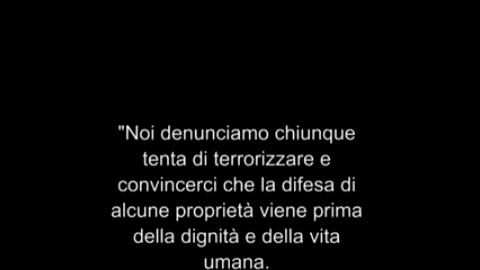 "Noi denunciamo chiunque
tenta di terrorizzare e
convincerci che la difesa di
alcune proprietà viene prima
della dignità e della vita
umana.